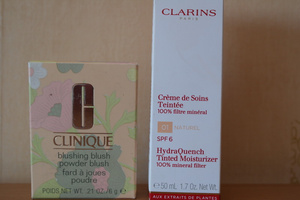 CLINIQUE
blushing blush
powder blush
fard à joues
poudre
POIDS NET WT. .21 OZ/6 g ℮
CLARINS
Crème de Soins
Teintée
100% filtre minéral
SPF 6
HydraQuench
Tinted Moisturizer
100% mineral filter
℮ 50 mL 1.7 Oz. Net Wt.
AUX EXTRAITS DE PLANTES